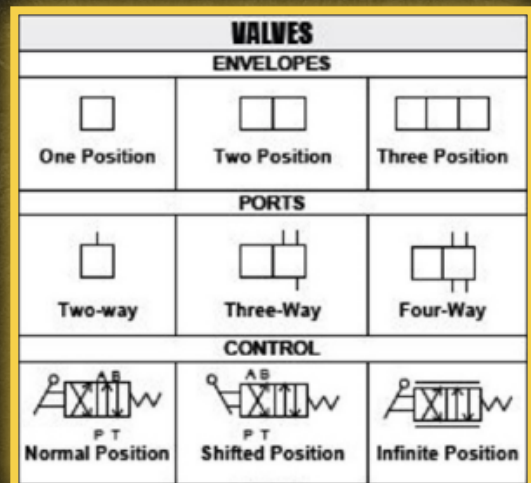 VALVES
ENVELOPES
One Position Two Position Three Position
PORTS
Two-way Three-Way Four-Way
CONTROL
A B A B
P T P T
Normal Position Shifted Position Infinite Position